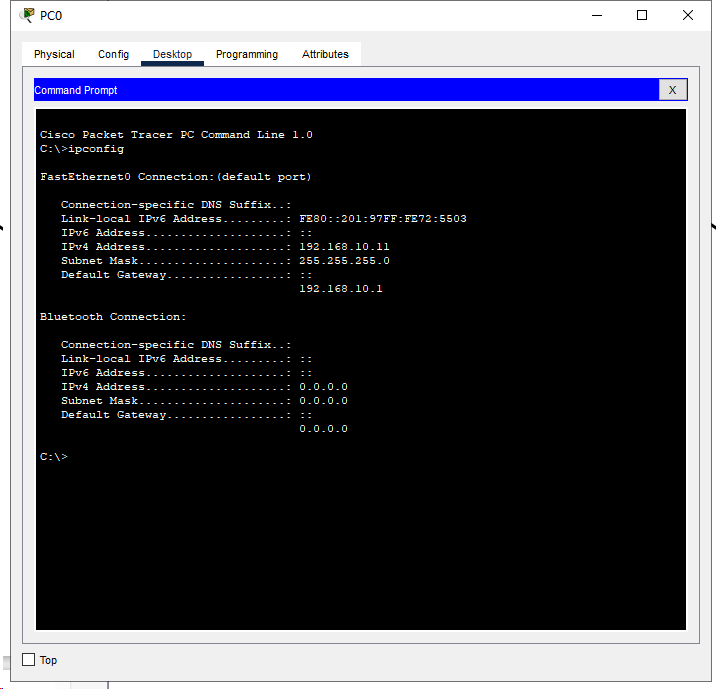 PC0
Physical Config Desktop Programming Attributes
Command Prompt X
Cisco Packet Tracer PC Command Line 1.0
C:\>ipconfig
FastEthernet0 Connection:(default port)
Connection-specific DNS Suffix..:
Link-local IPv6 Address.........: FE80::201:97FF:FE72:5503
IPv6 Address....................: ::
IPv4 Address....................: 192.168.10.11
Subnet Mask.....................: 255.255.255.0
Default Gateway.................: ::
192.168.10.1
Bluetooth Connection:
Connection-specific DNS Suffix..:
Link-local IPv6 Address.........: ::
IPv6 Address....................: ::
IPv4 Address....................: 0.0.0.0
Subnet Mask.....................: 0.0.0.0
Default Gateway.................: ::
0.0.0.0
C:\>
Top